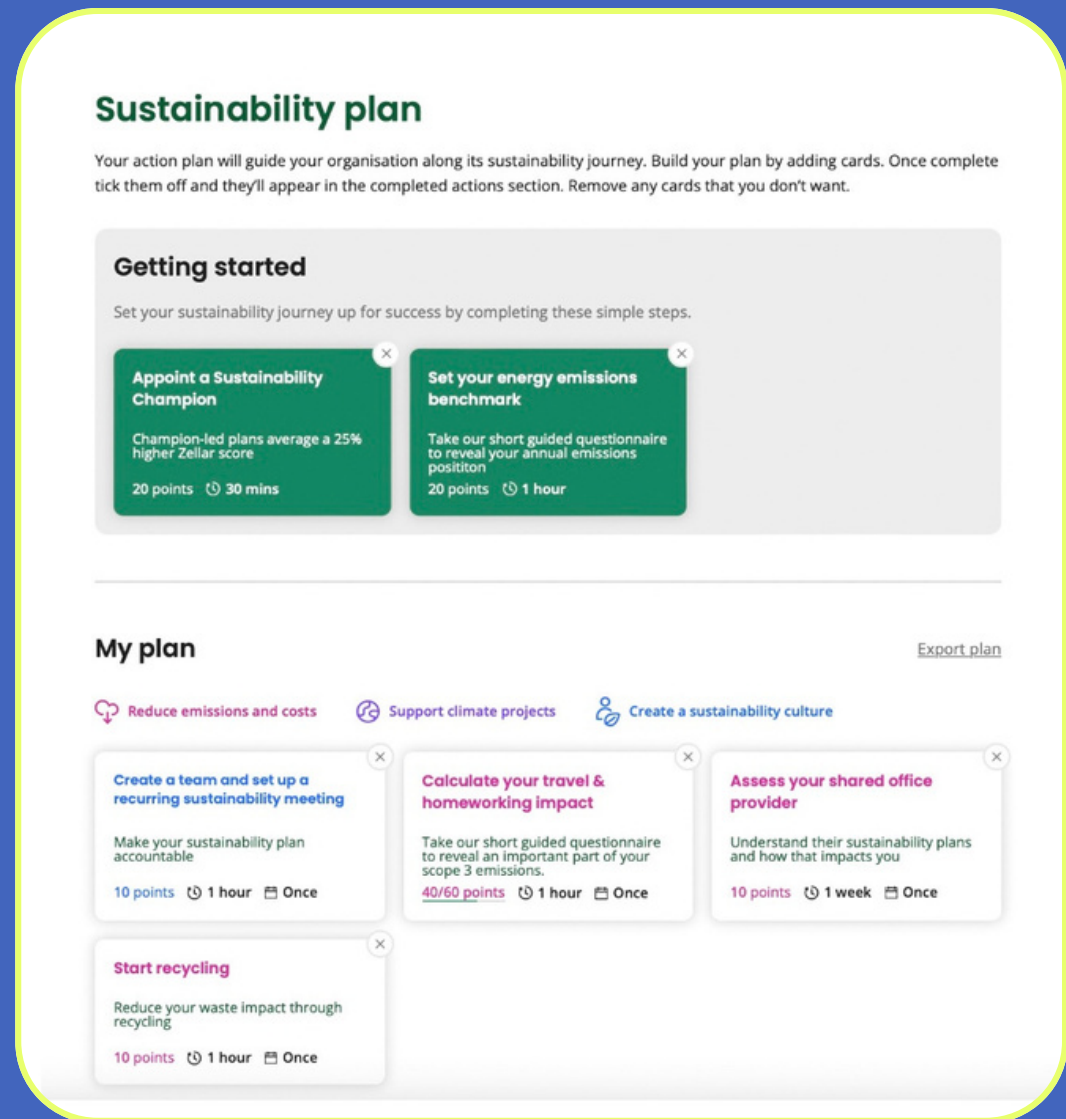 Sustainability plan
Your action plan will guide your organisation along its sustainability journey. Build your plan by adding cards. Once complete
tick them off and they'll appear in the completed actions section. Remove any cards that you don't want.
Getting started
Set your sustainability journey up for success by completing these simple steps.
Appoint a Sustainability
Champion
Champion-led plans average a 25%
higher Zellar score
20 points 30 mins
Set your energy emissions
benchmark
Take our short guided questionnaire
to reveal your annual emissions
posititon
20 points 1 hour
My plan
Export plan
Reduce emissions and costs
Support climate projects
Create a sustainability culture
Create a team and set up a
recurring sustainability meeting
Make your sustainability plan
accountable
10 points 1 hour Once
Calculate your travel &
homeworking impact
Take our short guided questionnaire
to reveal an important part of your
scope 3 emissions.
40/60 points 1 hour Once
Assess your shared office
provider
Understand their sustainability plans
and how that impacts you
10 points 1 week Once
Start recycling
Reduce your waste impact through
recycling
10 points 1 hour Once